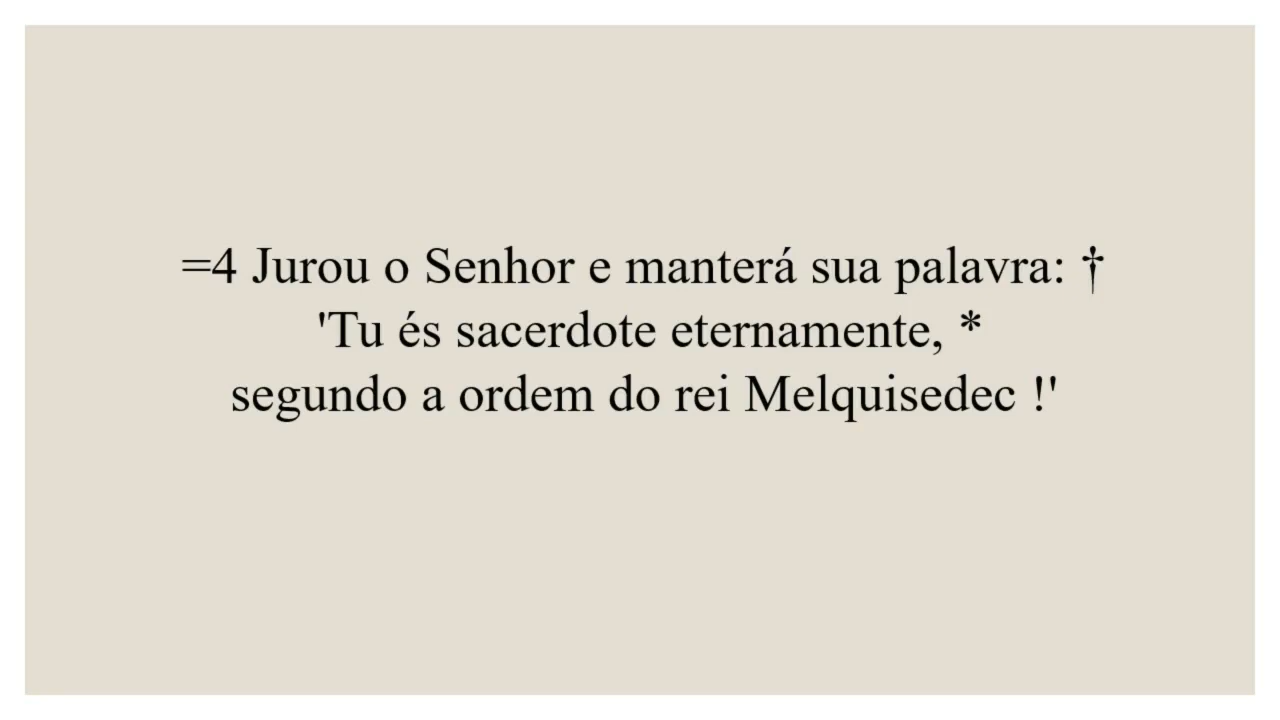 =4 Jurou o Senhor e manterá sua palavra: †
'Tu és sacerdote eternamente, *
segundo a ordem do rei Melquisedec !'